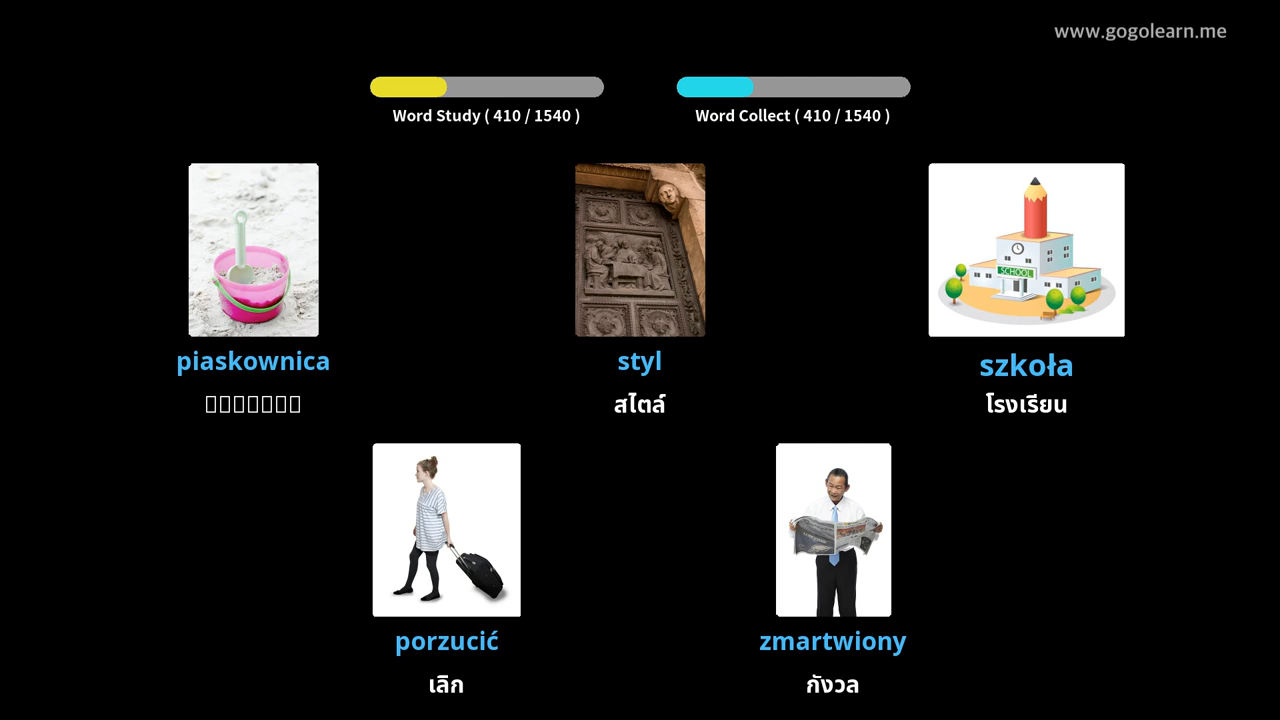 www.gogolearn.me
Word Study ( 410 / 1540 )
Word Collect ( 410 / 1540 )
SCHOOL
piaskownica
styl
szkoła
สไตล์
โรงเรียน
porzucić
zmartwiony
เลิก
กังวล